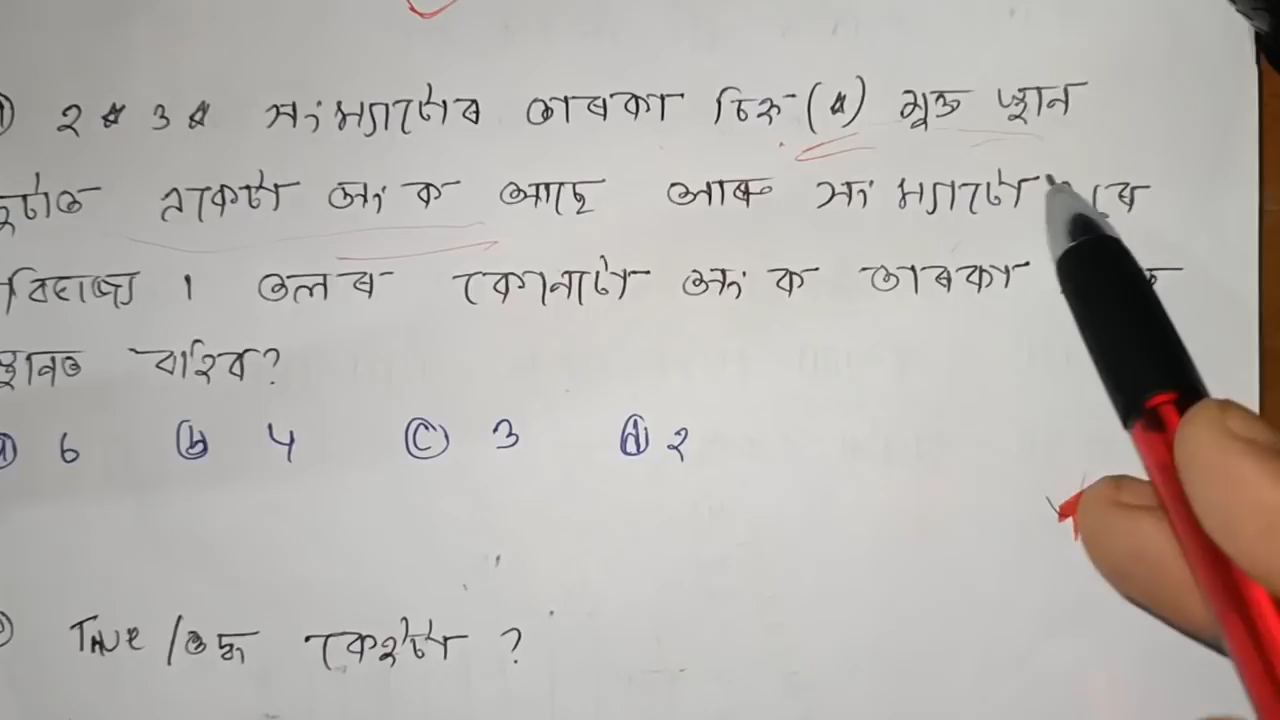 2 * 3 * সংখ্যাটোৰ তাৰকা চিহ্ন (*) যুক্ত স্থান
দুটাত একেটা অংক আছে আৰু সংখ্যাটো
বিভাজ্য । তলৰ কোনটো অংক তাৰকা
স্থানত বহিব?
6 (b) 4 (c) 3 (d) 2
True /শুদ্ধ কেইটা ?